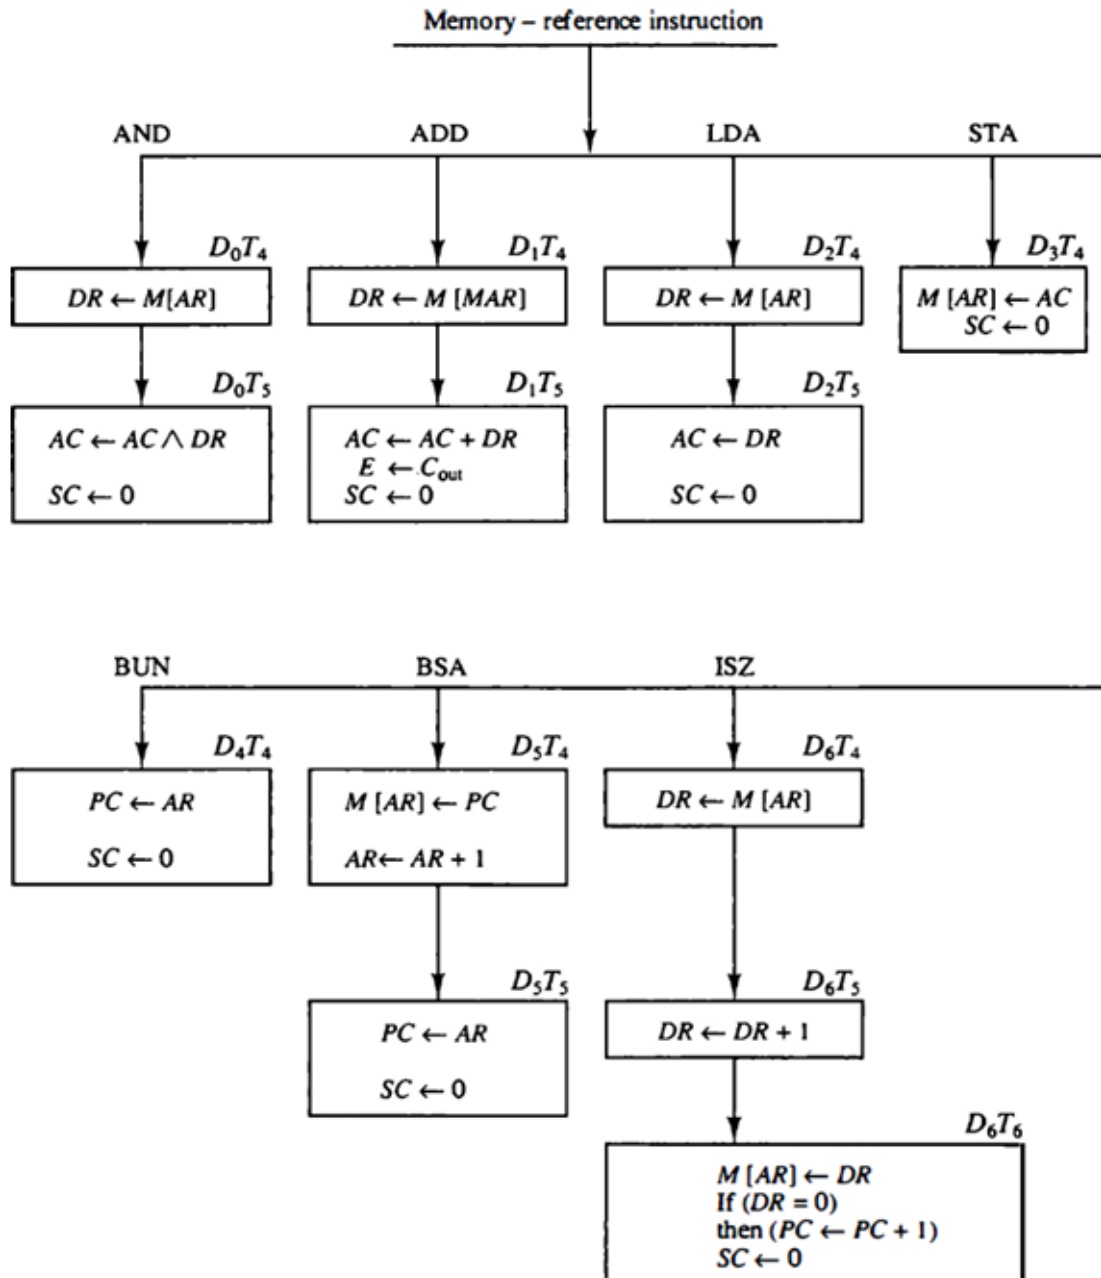 Memory – reference instruction
AND ADD LDA STA
D₀T₄ D₁T₄ D₂T₄ D₃T₄
DR ← M[AR]
DR ← M [MAR]
DR ← M [AR]
M [AR] ← AC
SC ← 0
D₀T₅ D₁T₅ D₂T₅
AC ← AC ∧ DR
SC ← 0
AC ← AC + DR
E ← Cout
SC ← 0
AC ← DR
SC ← 0
BUN BSA ISZ
D₄T₄ D₅T₄ D₆T₄
PC ← AR
SC ← 0
M [AR] ← PC
AR ← AR + 1
DR ← M [AR]
D₅T₅ D₆T₅
PC ← AR
SC ← 0
DR ← DR + 1
D₆T₆
M [AR] ← DR
If (DR = 0)
then (PC ← PC + 1)
SC ← 0